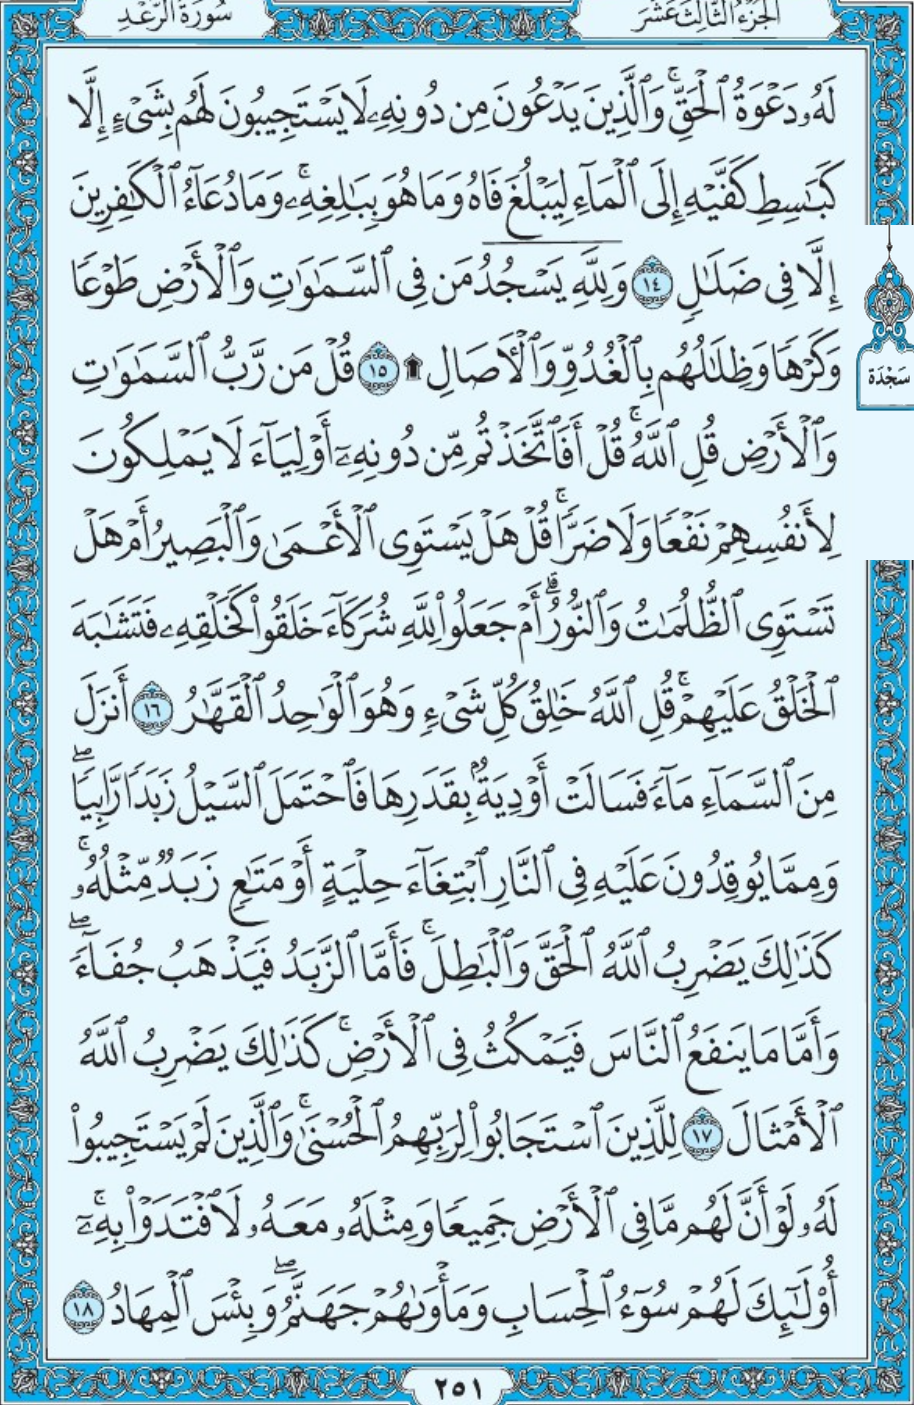 الجزء الثالث عشر
سورة الرعد
لَهُۥ دَعْوَةُ ٱلْحَقِّ ۚ وَٱلَّذِينَ يَدْعُونَ مِن دُونِهِۦ لَا يَسْتَجِيبُونَ لَهُم بِشَىْءٍ إِلَّا
كَبَـٰسِطِ كَفَّيْهِ إِلَى ٱلْمَآءِ لِيَبْلُغَ فَاهُ وَمَا هُوَ بِبَـٰلِغِهِۦ ۚ وَمَا دُعَآءُ ٱلْكَـٰفِرِينَ
إِلَّا فِى ضَلَـٰلٍ ١٤ وَلِلَّهِ يَسْجُدُ مَن فِى ٱلسَّمَـٰوَٰتِ وَٱلْأَرْضِ طَوْعًا
وَكَرْهًا وَظِلَـٰلُهُم بِٱلْغُدُوِّ وَٱلْـَٔاصَالِ ۩ ١٥ قُلْ مَن رَّبُّ ٱلسَّمَـٰوَٰتِ
سَجْدَة
وَٱلْأَرْضِ قُلِ ٱللَّهُ ۚ قُلْ أَفَٱتَّخَذْتُم مِّن دُونِهِۦٓ أَوْلِيَآءَ لَا يَمْلِكُونَ
لِأَنفُسِهِمْ نَفْعًا وَلَا ضَرًّا ۚ قُلْ هَلْ يَسْتَوِى ٱلْأَعْمَىٰ وَٱلْبَصِيرُ أَمْ هَلْ
تَسْتَوِى ٱلظُّلُمَـٰتُ وَٱلنُّورُ ۗ أَمْ جَعَلُوا۟ لِلَّهِ شُرَكَآءَ خَلَقُوا۟ كَخَلْقِهِۦ فَتَشَـٰبَهَ
ٱلْخَلْقُ عَلَيْهِمْ ۚ قُلِ ٱللَّهُ خَـٰلِقُ كُلِّ شَىْءٍ وَهُوَ ٱلْوَٰحِدُ ٱلْقَهَّـٰرُ ١٦ أَنزَلَ
مِنَ ٱلسَّمَآءِ مَآءً فَسَالَتْ أَوْدِيَةٌۢ بِقَدَرِهَا فَٱحْتَمَلَ ٱلسَّيْلُ زَبَدًا رَّابِيًا ۖ
وَمِمَّا يُوقِدُونَ عَلَيْهِ فِى ٱلنَّارِ ٱبْتِغَآءَ حِلْيَةٍ أَوْ مَتَـٰعٍ زَبَدٌ مِّثْلُهُۥ ۚ
كَذَٰلِكَ يَضْرِبُ ٱللَّهُ ٱلْحَقَّ وَٱلْبَـٰطِلَ ۚ فَأَمَّا ٱلزَّبَدُ فَيَذْهَبُ جُفَآءً ۖ
وَأَمَّا مَا يَنفَعُ ٱلنَّاسَ فَيَمْكُثُ فِى ٱلْأَرْضِ ۚ كَذَٰلِكَ يَضْرِبُ ٱللَّهُ
ٱلْأَمْثَالَ ١٧ لِلَّذِينَ ٱسْتَجَابُوا۟ لِرَبِّهِمُ ٱلْحُسْنَىٰ ۚ وَٱلَّذِينَ لَمْ يَسْتَجِيبُوا۟
لَهُۥ لَوْ أَنَّ لَهُم مَّا فِى ٱلْأَرْضِ جَمِيعًا وَمِثْلَهُۥ مَعَهُۥ لَٱفْتَدَوْا۟ بِهِۦٓ ۚ
أُو۟لَـٰٓئِكَ لَهُمْ سُوٓءُ ٱلْحِسَابِ وَمَأْوَىٰهُمْ جَهَنَّمُ ۖ وَبِئْسَ ٱلْمِهَادُ ١٨
٢٥١